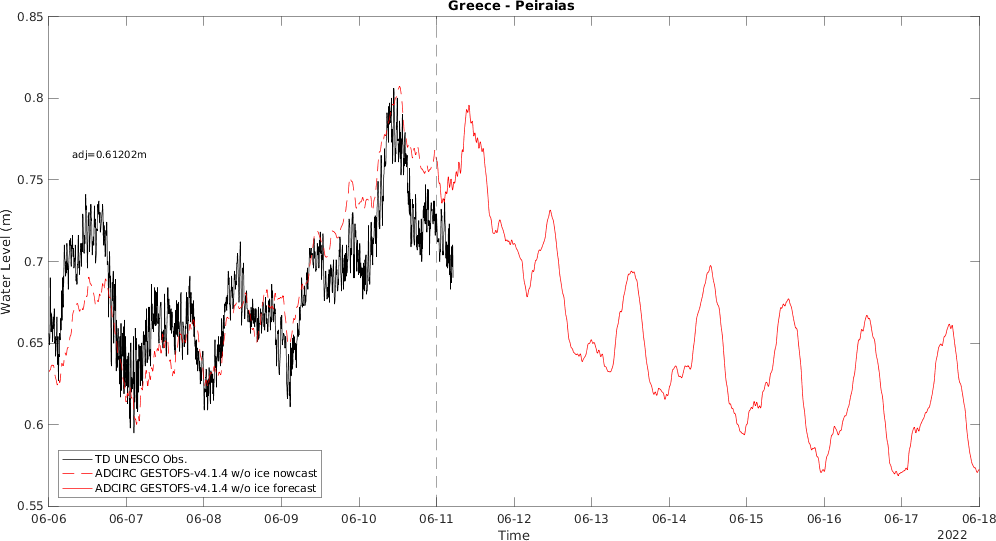 Greece - Peiraias
0.85
0.8
0.75
0.7
0.65
0.6
0.55
Water Level (m)
adj=0.61202m
TD UNESCO Obs.
ADCIRC GESTOFS-v4.1.4 w/o ice nowcast
ADCIRC GESTOFS-v4.1.4 w/o ice forecast
06-06 06-07 06-08 06-09 06-10 06-11 06-12 06-13 06-14 06-15 06-16 06-17 06-18
Time
2022